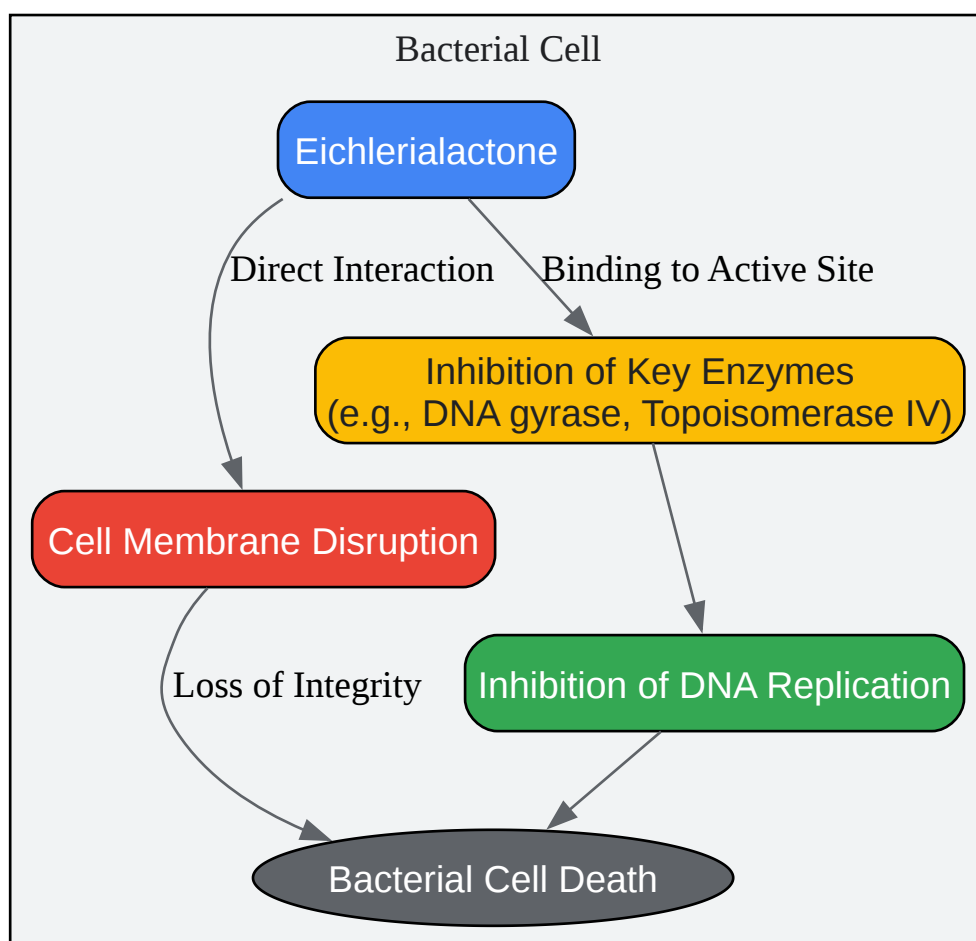 Bacterial Cell
Eichlerialactone
Direct Interaction
Binding to Active Site
Inhibition of Key Enzymes
(e.g., DNA gyrase, Topoisomerase IV)
Cell Membrane Disruption
Loss of Integrity
Inhibition of DNA Replication
Bacterial Cell Death